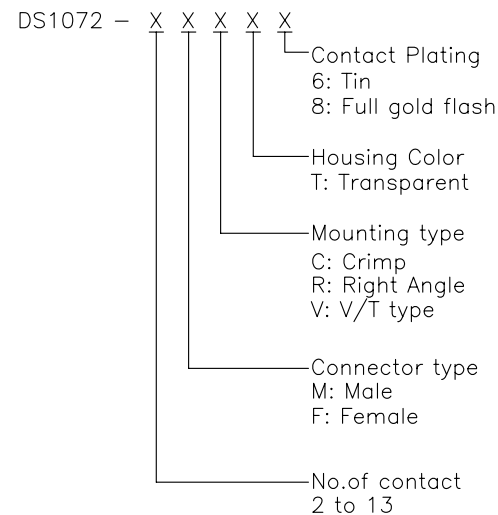 DS1072 - X X X X X
Contact Plating
6: Tin
8: Full gold flash
Housing Color
T: Transparent
Mounting type
C: Crimp
R: Right Angle
V: V/T type
Connector type
M: Male
F: Female
No.of contact
2 to 13